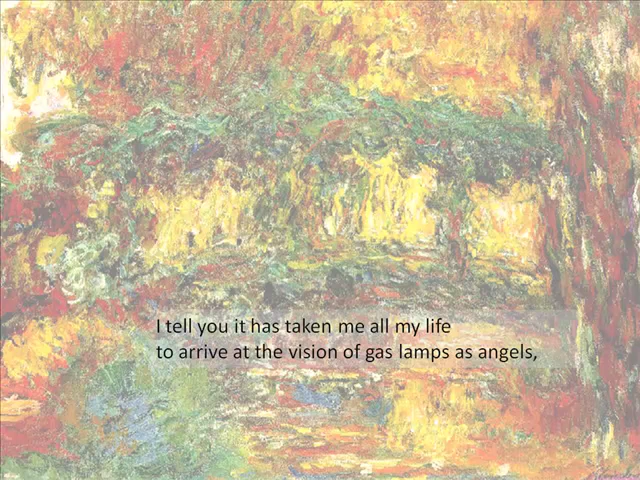 I tell you it has taken me all my life
to arrive at the vision of gas lamps as angels,